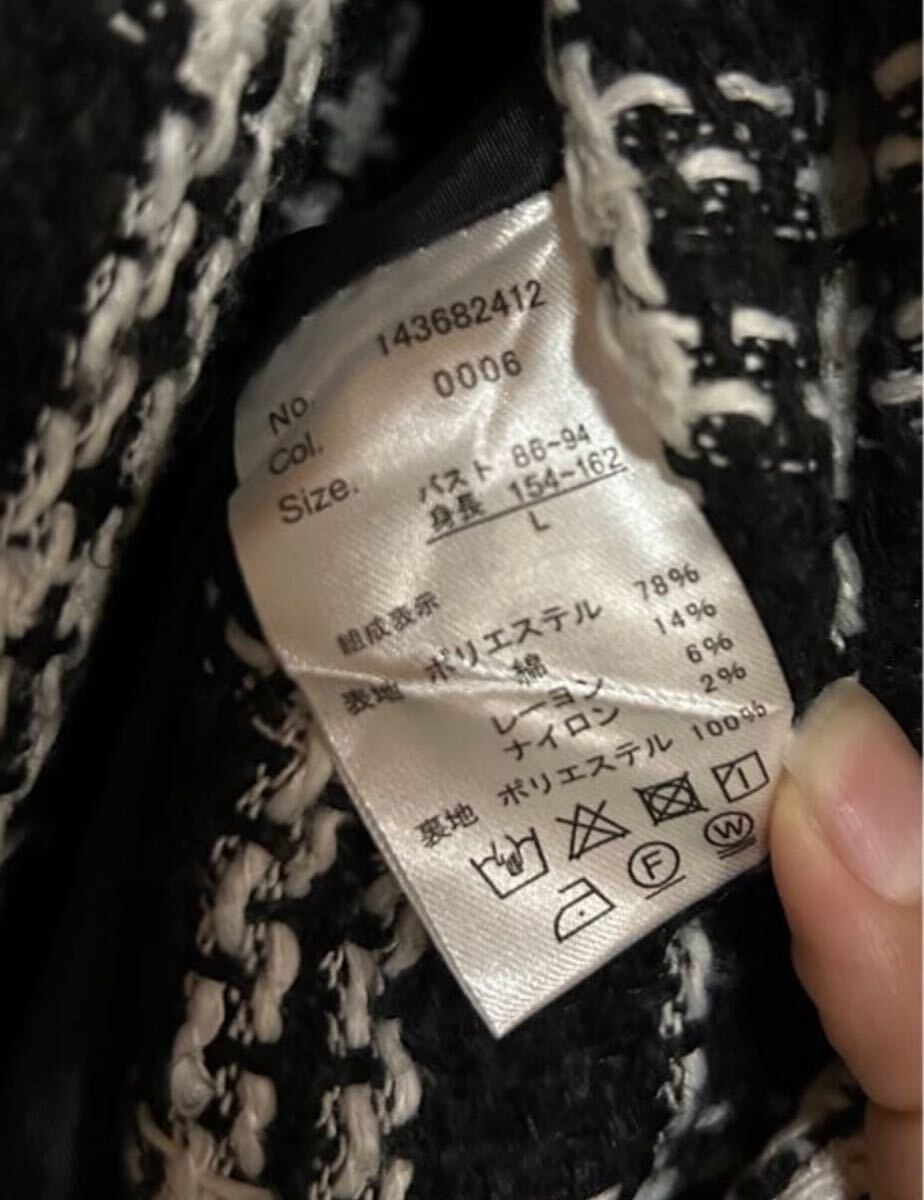 No. 143682412
Col. 0006
Size. バスト 86~94
身長 154~162
L
組成表示
表地 ポリエステル 78%
綿 14%
レーヨン 6%
ナイロン 2%
裏地 ポリエステル 100%
F W